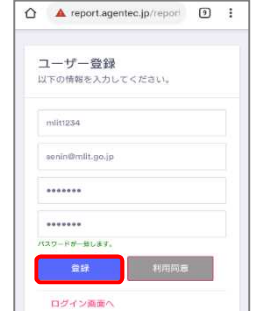 report.agentec.jp/report
9
ユーザー登録
以下の情報を入力してください。
mlit1234
senin@mlit.go.jp
*******
*******
パスワードが一致します。
登録
利用同意
ログイン画面へ